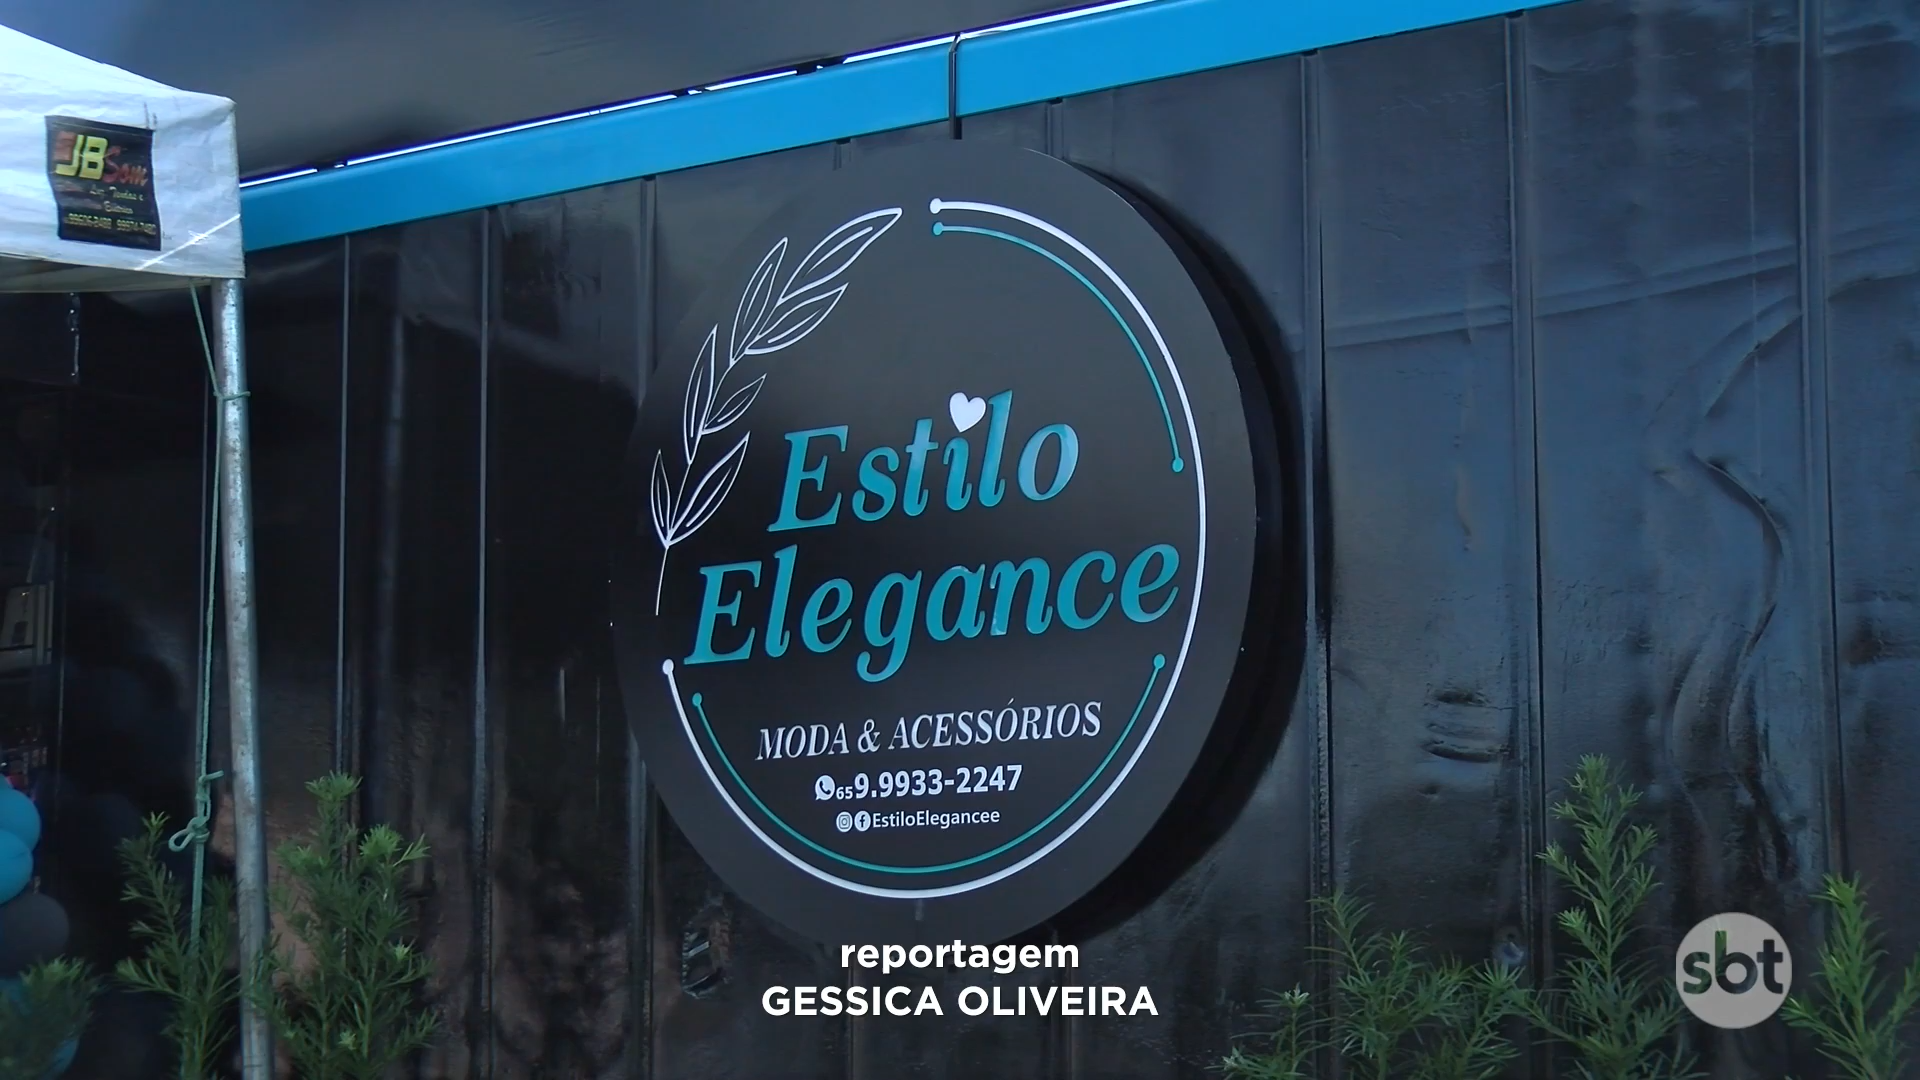 JB Som
Estilo
Elegance
MODA & ACESSÓRIOS
65 9.9933-2247
EstiloElegancee
reportagem
GESSICA OLIVEIRA
sbt